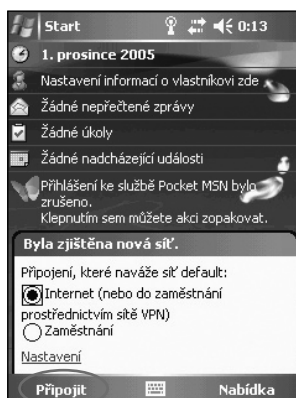 Start 0:13
1. prosince 2005
Nastavení informací o vlastníkovi zde
Žádné nepřečtené zprávy
Žádné úkoly
Žádné nadcházející události
Přihlášení ke službě Pocket MSN bylo
zrušeno.
Klepnutím sem můžete akci zopakovat.
Byla zjištěna nová síť.
Připojení, které naváže síť default:
Internet (nebo do zaměstnání
prostřednictvím sítě VPN)
Zaměstnání
Nastavení
Připojit Nabídka